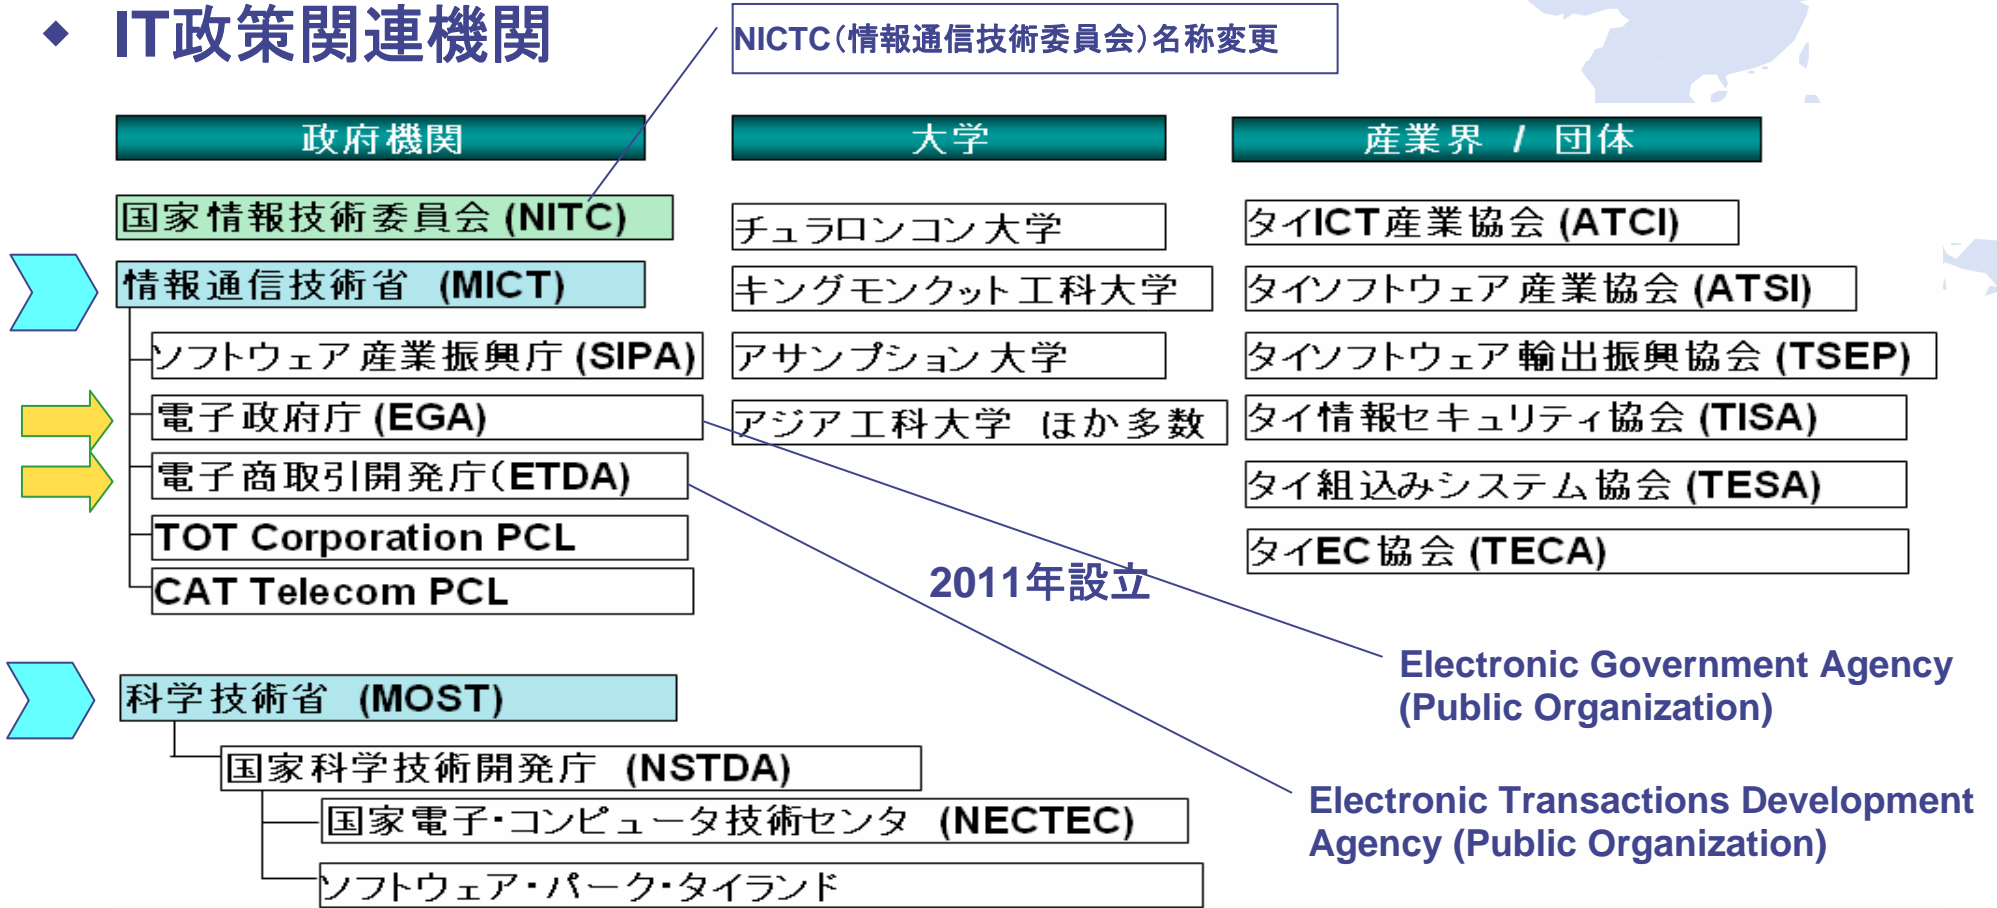 IT政策関連機関
NICTC(情報通信技術委員会)名称変更
政府機関
国家情報技術委員会 (NITC)
情報通信技術省 (MICT)
ソフトウェア産業振興庁 (SIPA)
電子政府庁 (EGA)
電子商取引開発庁(ETDA)
TOT Corporation PCL
CAT Telecom PCL
科学技術省 (MOST)
国家科学技術開発庁 (NSTDA)
国家電子・コンピュータ技術センタ (NECTEC)
ソフトウェア・パーク・タイランド
大学
チュラロンコン大学
キングモンクット工科大学
アサンプション大学
アジア工科大学 ほか多数
産業界 / 団体
タイICT産業協会 (ATCI)
タイソフトウェア産業協会 (ATSI)
タイソフトウェア輸出振興協会 (TSEP)
タイ情報セキュリティ協会 (TISA)
タイ組込みシステム協会 (TESA)
タイEC協会 (TECA)
2011年設立
Electronic Government Agency
(Public Organization)
Electronic Transactions Development
Agency (Public Organization)